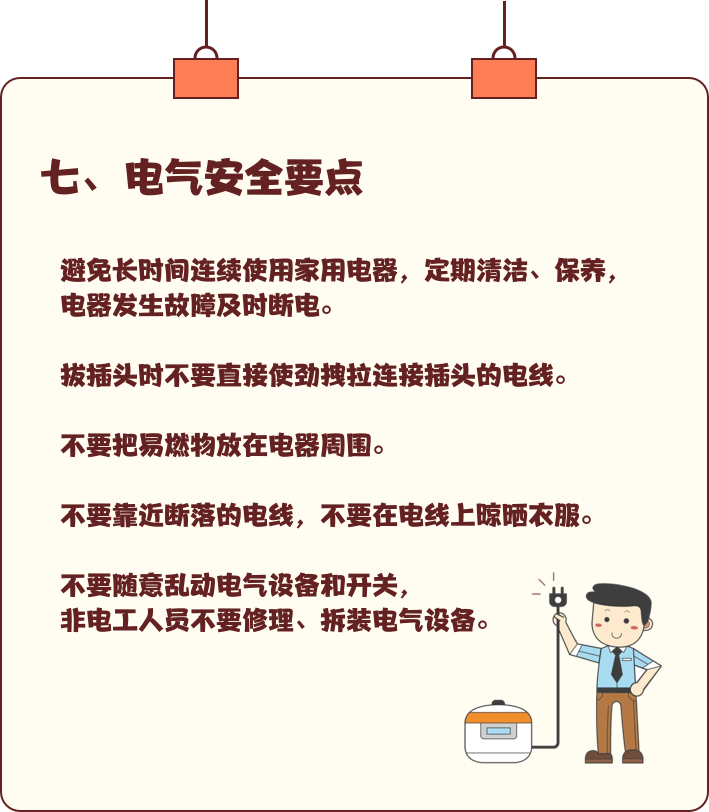 七、电气安全要点
避免长时间连续使用家用电器，定期清洁、保养，
电器发生故障及时断电。
拔插头时不要直接使劲拽拉连接插头的电线。
不要把易燃物放在电器周围。
不要靠近断落的电线，不要在电线上晾晒衣服。
不要随意乱动电气设备和开关，
非电工人员不要修理、拆装电气设备。